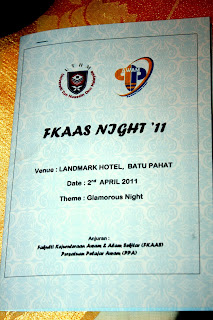 UTHM
FKAAS NIGHT '11
Venue : LANDMARK HOTEL, BATU PAHAT
Date : 2nd APRIL 2011
Theme : Glamorous Night
Anjuran :
Fakulti Kejuruteraan Awam & Alam Sekitar (FKAAS)
Persatuan Pelajar Awam (PPA)